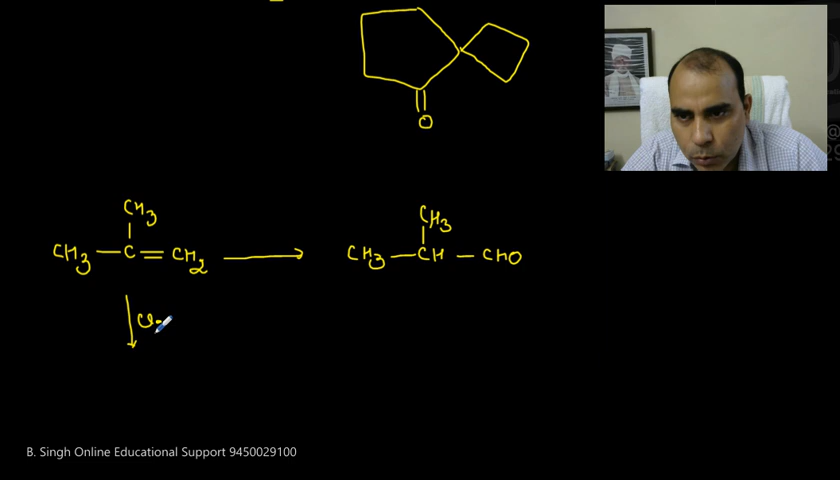 O
CH3 CH3
CH3 — C = CH2 ⟶ CH3 — CH — CHO
B. Singh Online Educational Support 9450029100